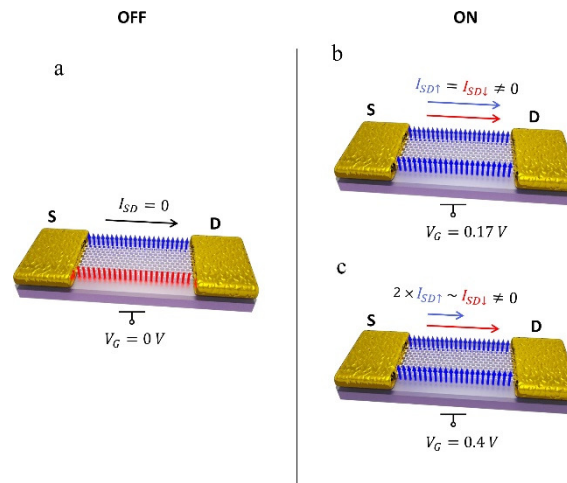 OFF
ON
a
I_{SD} = 0
S
D
V_G = 0 V
b
I_{SD↑} = I_{SD↓} ≠ 0
S
D
V_G = 0.17 V
c
2 × I_{SD↑} ~ I_{SD↓} ≠ 0
S
D
V_G = 0.4 V